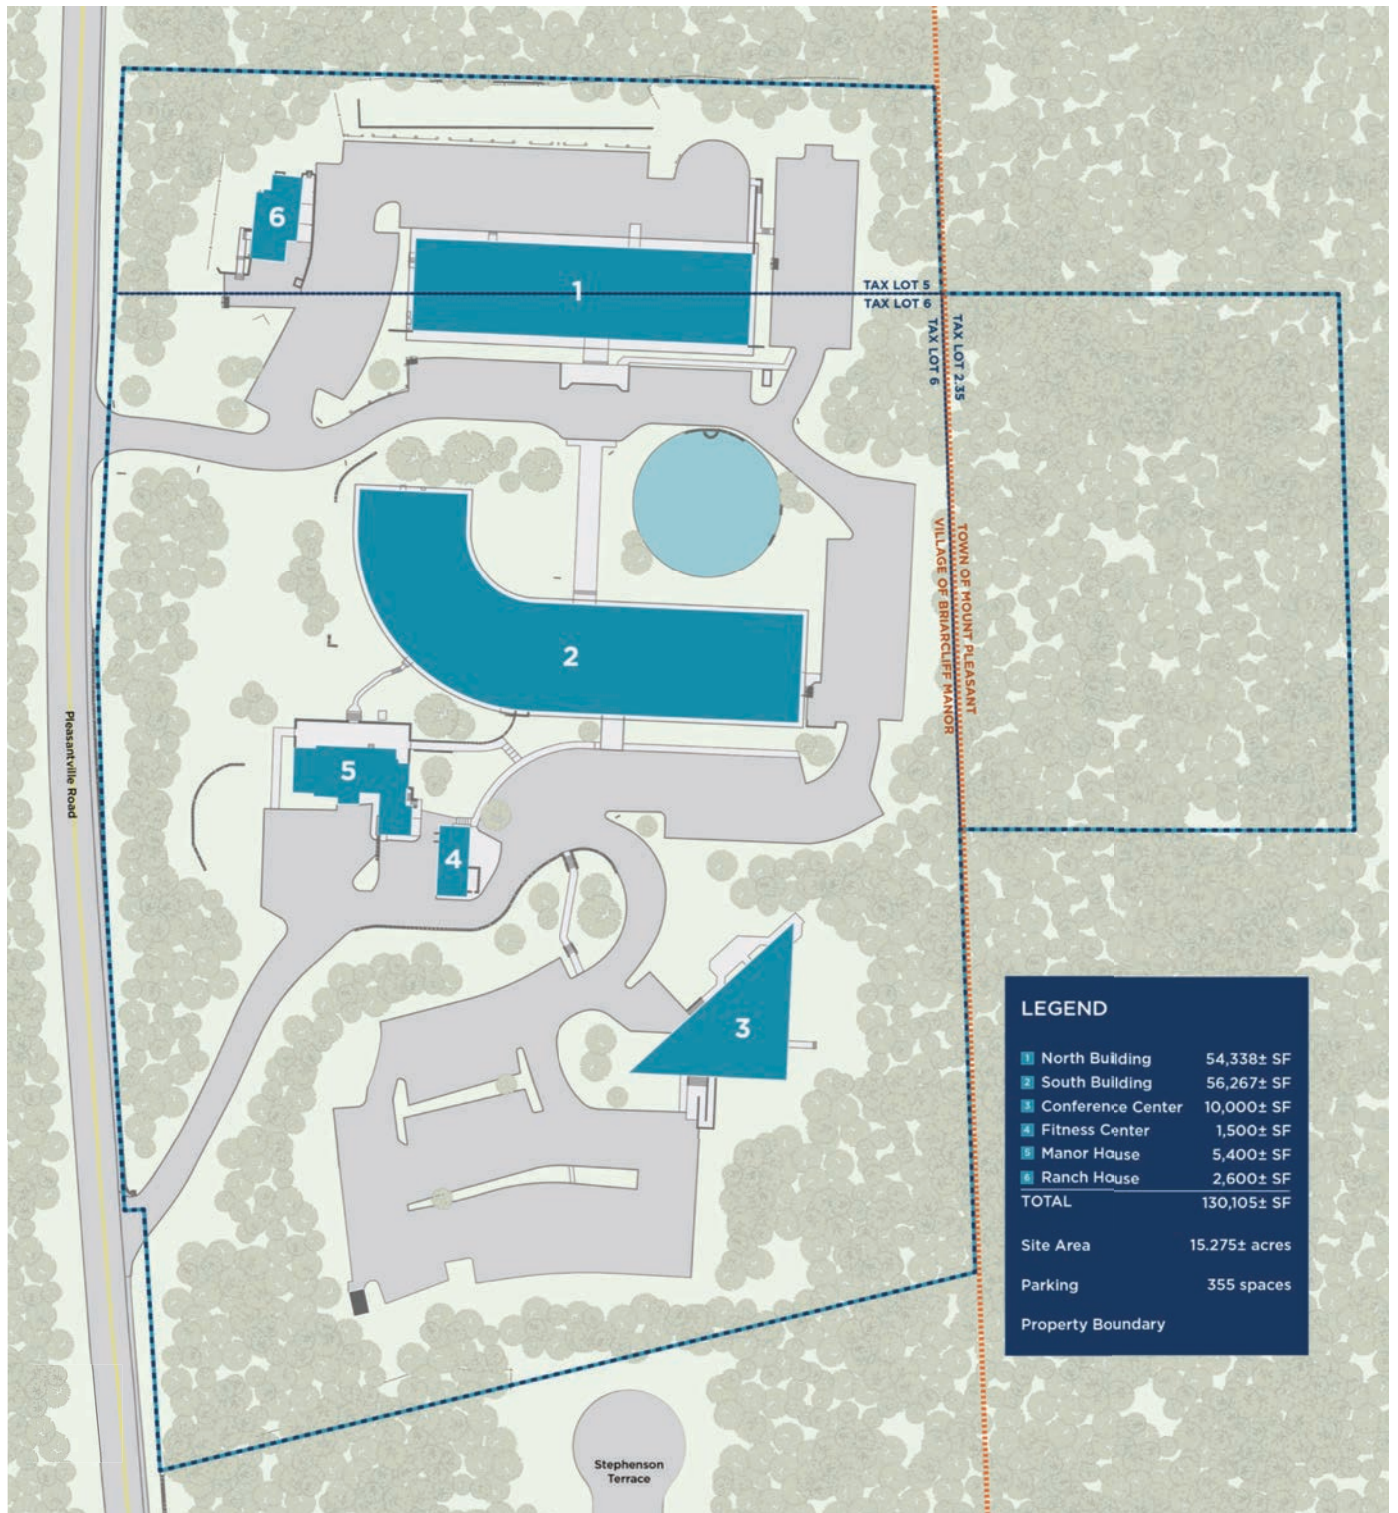 6
1
TAX LOT 5
TAX LOT 6
TAX LOT 2.35
TAX LOT 6
TOWN OF MOUNT PLEASANT
VILLAGE OF BRIARCLIFF MANOR
2
Pleasantville Road
5
4
3
LEGEND
1 North Building 54,338± SF
2 South Building 56,267± SF
3 Conference Center 10,000± SF
4 Fitness Center 1,500± SF
5 Manor House 5,400± SF
6 Ranch House 2,600± SF
TOTAL 130,105± SF
Site Area 15.275± acres
Parking 355 spaces
Property Boundary
Stephenson
Terrace